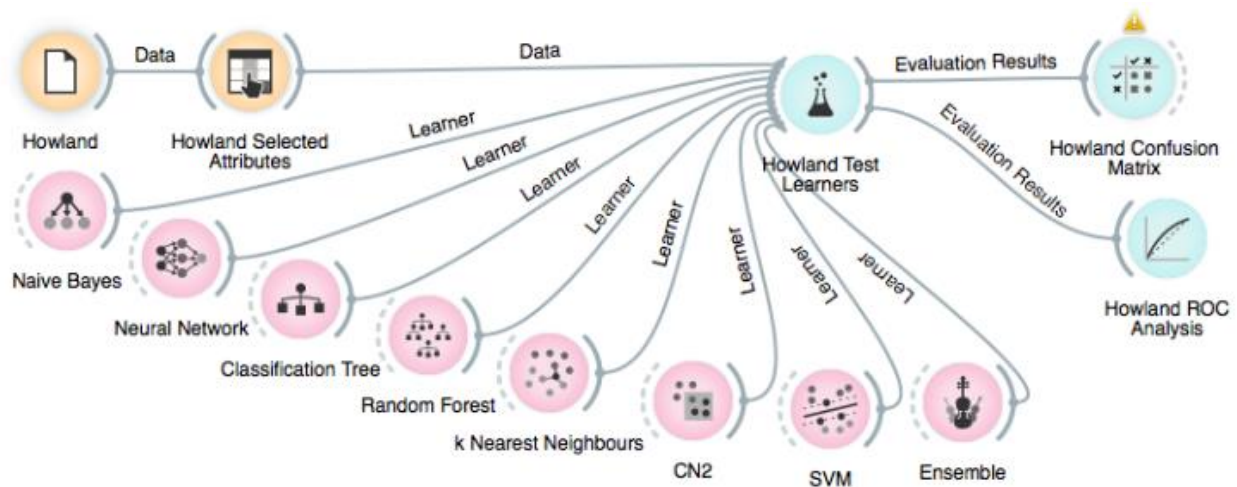 Data
Data
Evaluation Results
Howland
Howland Selected
Attributes
Howland Test
Learners
Howland Confusion
Matrix
Evaluation Results
Learner
Learner
Learner
Learner
Learner
Learner
Learner
Learner
Naive Bayes
Neural Network
Classification Tree
Random Forest
k Nearest Neighbours
CN2
SVM
Ensemble
Howland ROC
Analysis